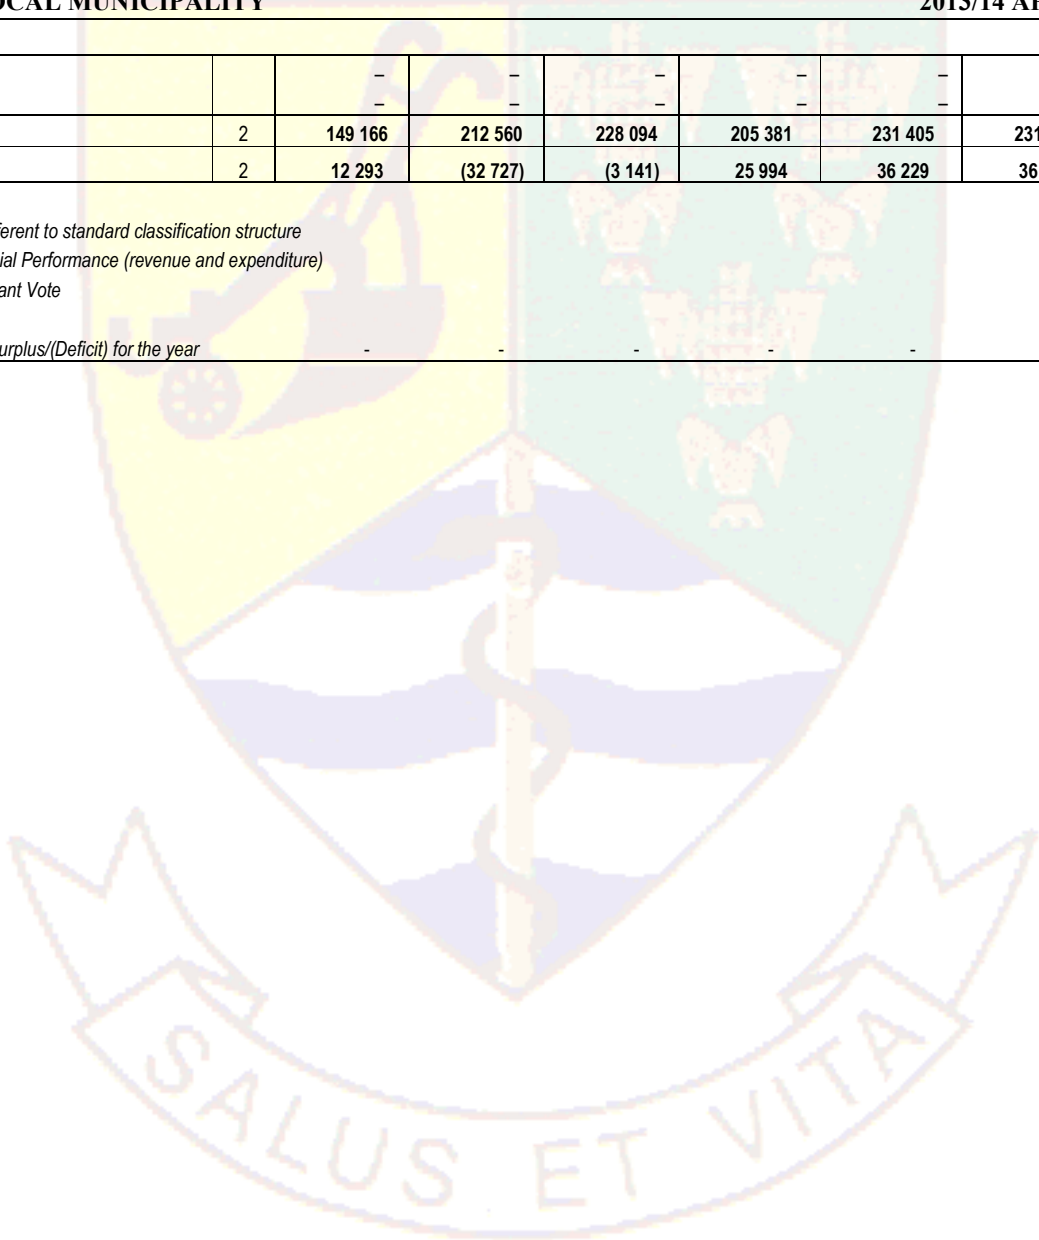 OCAL MUNICIPALITY 2013/14 AP
– – – – –
– – – – –
2 149 166 212 560 228 094 205 381 231 405 231
2 12 293 (32 727) (3 141) 25 994 36 229 36
ferent to standard classification structure
ial Performance (revenue and expenditure)
ant Vote
urplus/(Deficit) for the year - - - - -
SALUS ET VITA